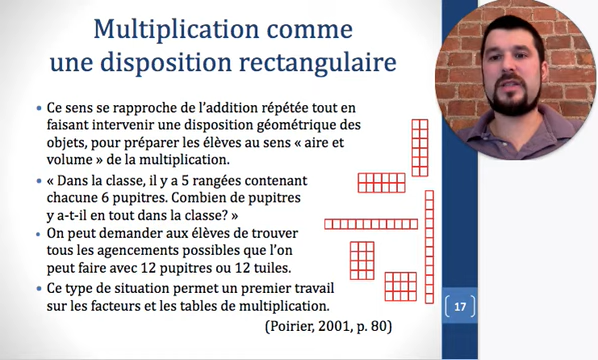 Multiplication comme
une disposition rectangulaire
• Ce sens se rapproche de l'addition répétée tout en
faisant intervenir une disposition géométrique des
objets, pour préparer les élèves au sens « aire et
volume » de la multiplication.
• « Dans la classe, il y a 5 rangées contenant
chacune 6 pupitres. Combien de pupitres
y a-t-il en tout dans la classe? »
• On peut demander aux élèves de trouver
tous les agencements possibles que l'on
peut faire avec 12 pupitres ou 12 tuiles.
• Ce type de situation permet un premier travail
sur les facteurs et les tables de multiplication.
(Poirier, 2001, p. 80)
17